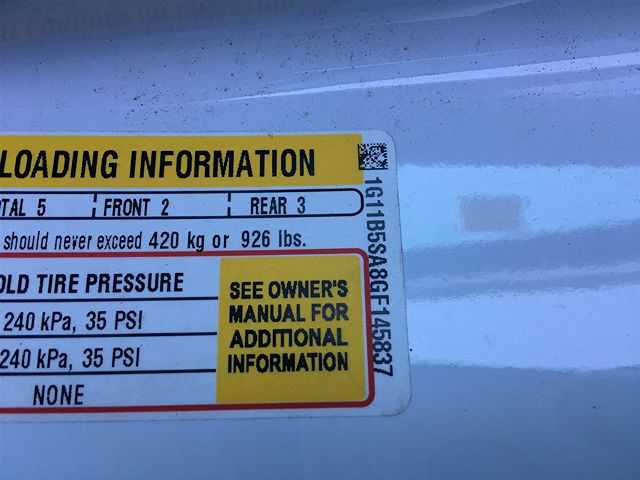 LOADING INFORMATION
TAL 5 FRONT 2 REAR 3
should never exceed 420 kg or 926 lbs.
OLD TIRE PRESSURE
240 kPa, 35 PSI
240 kPa, 35 PSI
NONE
SEE OWNER'S
MANUAL FOR
ADDITIONAL
INFORMATION
1G11B5SA8GF145837